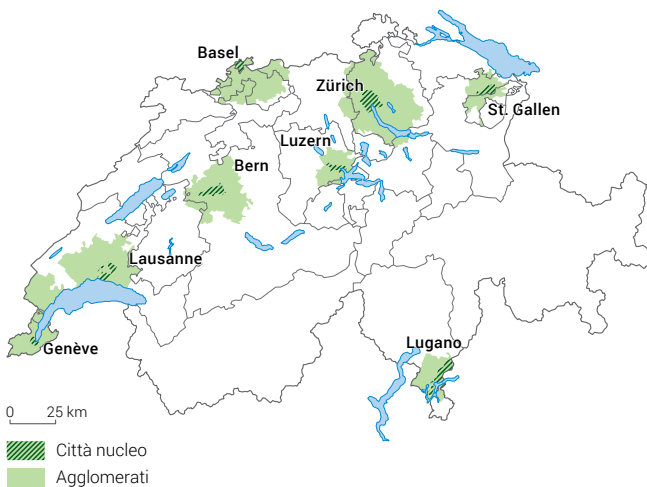 Basel
Zürich
St. Gallen
Luzern
Bern
Lausanne
Genève
Lugano
0 25 km
Città nucleo
Agglomerati